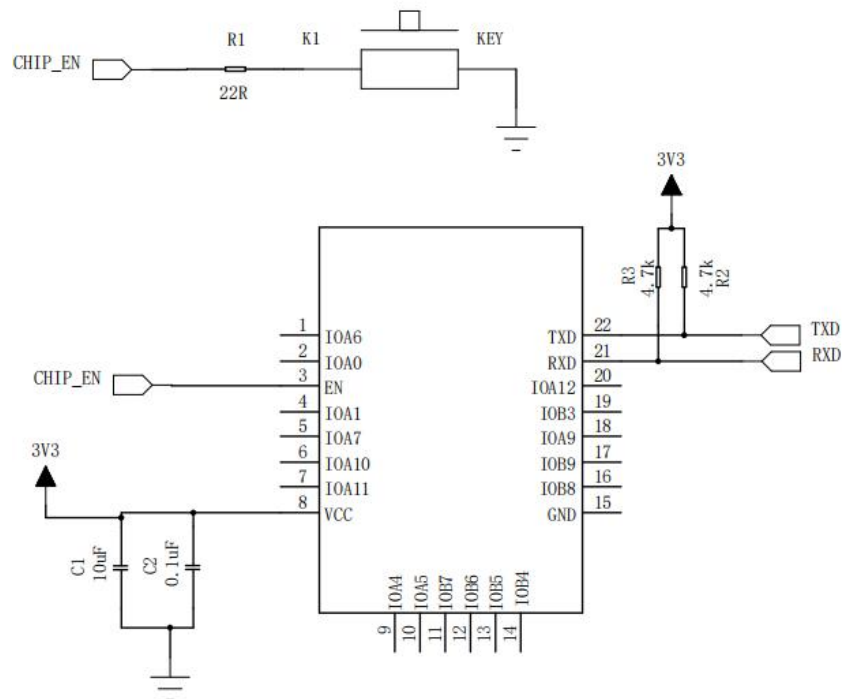 R1 K1 KEY
CHIP_EN
22R
3V3
R3 4.7k 4.7k R2
1 IOA6 TXD 22 TXD
2 IOA0 RXD 21 RXD
CHIP_EN 3 EN IOA12 20
4 IOA1 IOB3 19
5 IOA7 IOA9 18
6 IOA10 IOB9 17
7 IOA11 IOB8 16
3V3
8 VCC GND 15
C1 10uF C2 0.1uF
IOA4 IOA5 IOB7 IOB6 IOB5 IOB4
9 10 11 12 13 14